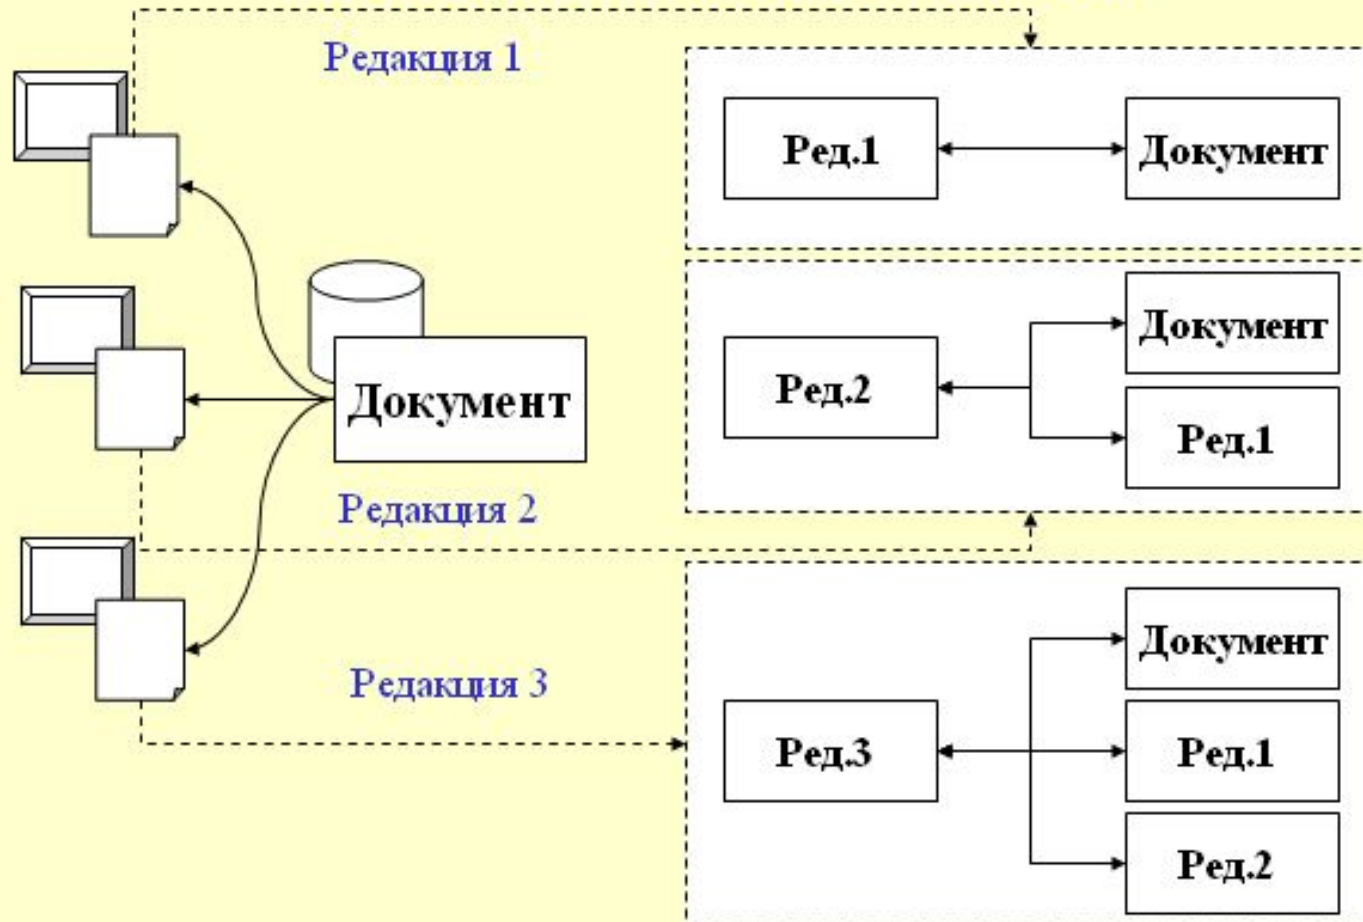 Редакция 1
Ред.1
Документ
Документ
Ред.2
Ред.1
Документ
Редакция 2
Документ
Редакция 3
Ред.3
Ред.1
Ред.2